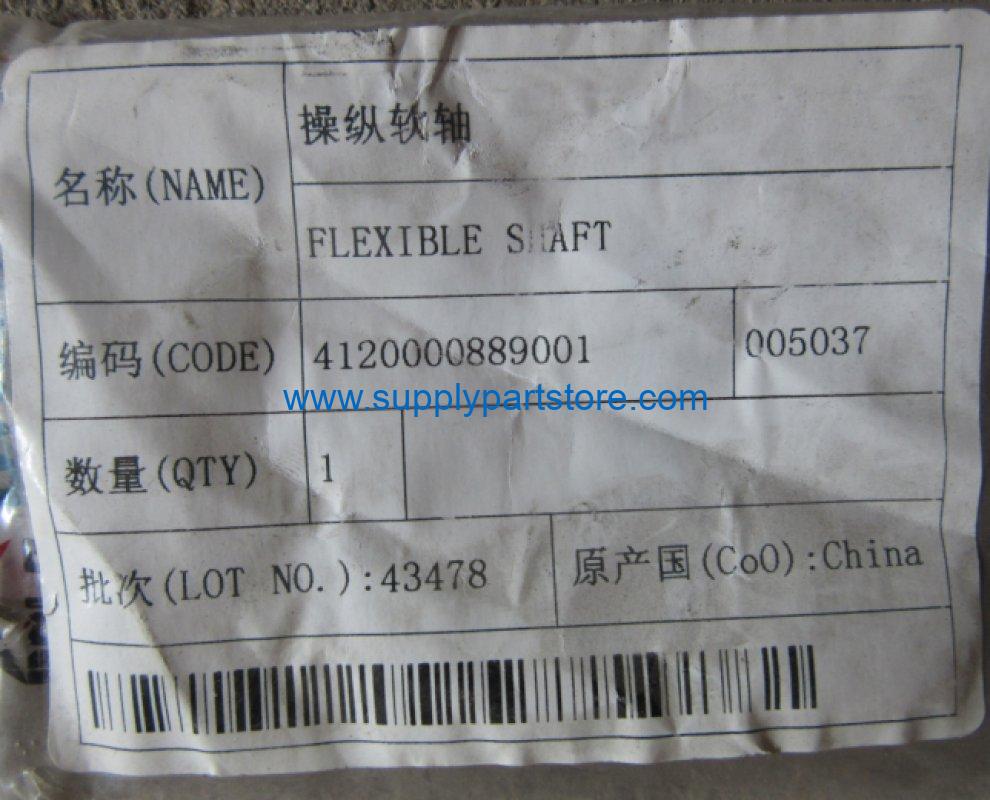 名称(NAME)
操纵软轴
FLEXIBLE SHAFT
编码(CODE)
4120000889001
005037
www.supplypartstore.com
数量(QTY)
1
批次(LOT NO.):43478
原产国(CoO):China